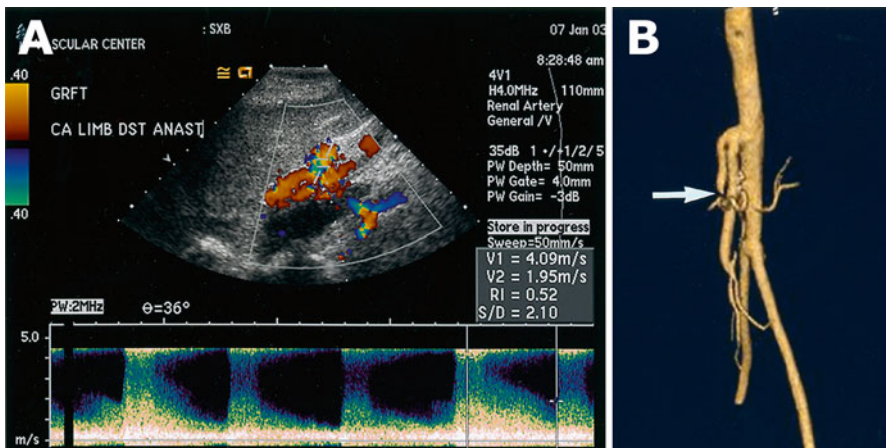 A
B
: SXB
07 Jan 03
SCULAR CENTER
8:28:48 am
4V1
H4.0MHz 110mm
Renal Artery
General /V
.40
GRFT
CA LIMB DST ANAST
.40
35dB 1 +/-1/2/5
PW Depth= 50mm
PW Gate= 4.0mm
PW Gain= -3dB
Store in progress
Sweep=50mm/s
V1 = 4.09m/s
V2 = 1.95m/s
RI = 0.52
S/D = 2.10
PW:2MHz
Θ=36°
5.0
m/s